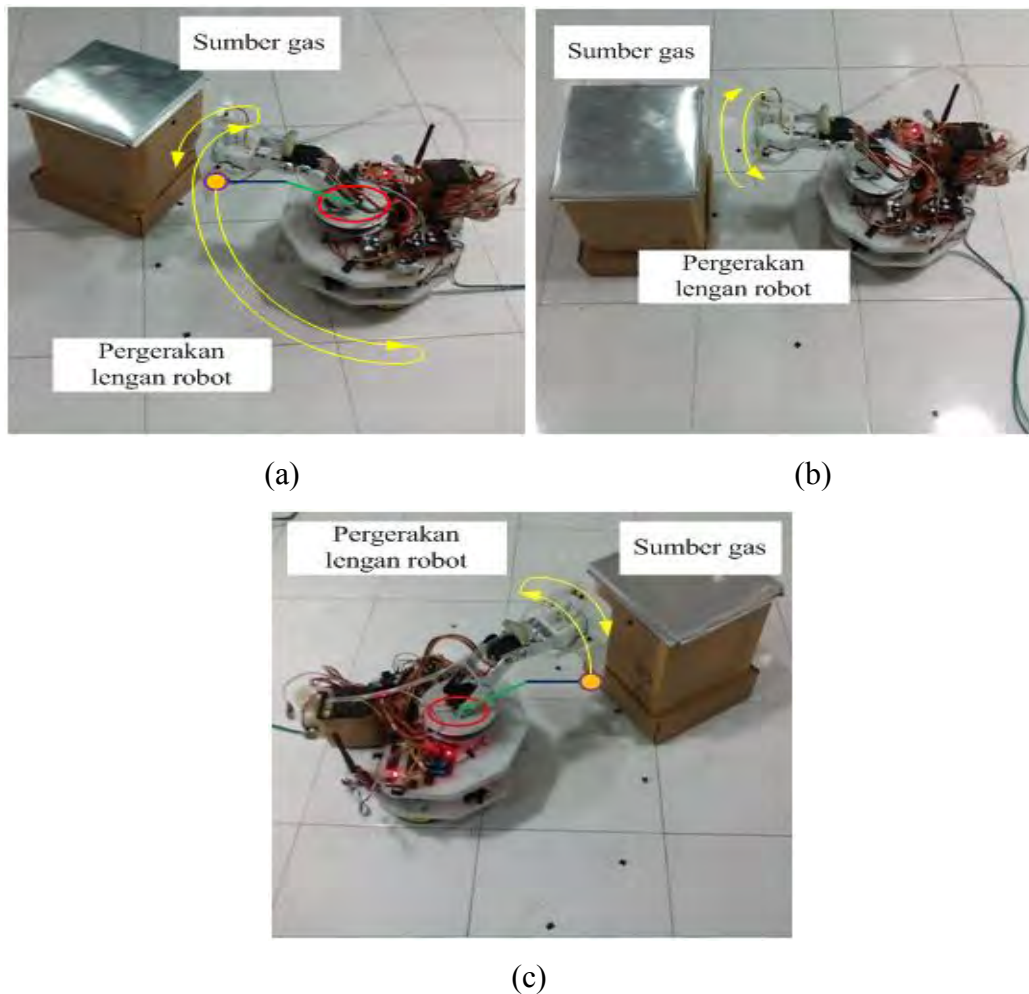 Sumber gas
Pergerakan
lengan robot
(a)
Sumber gas
Pergerakan
lengan robot
(b)
Pergerakan
lengan robot
Sumber gas
(c)